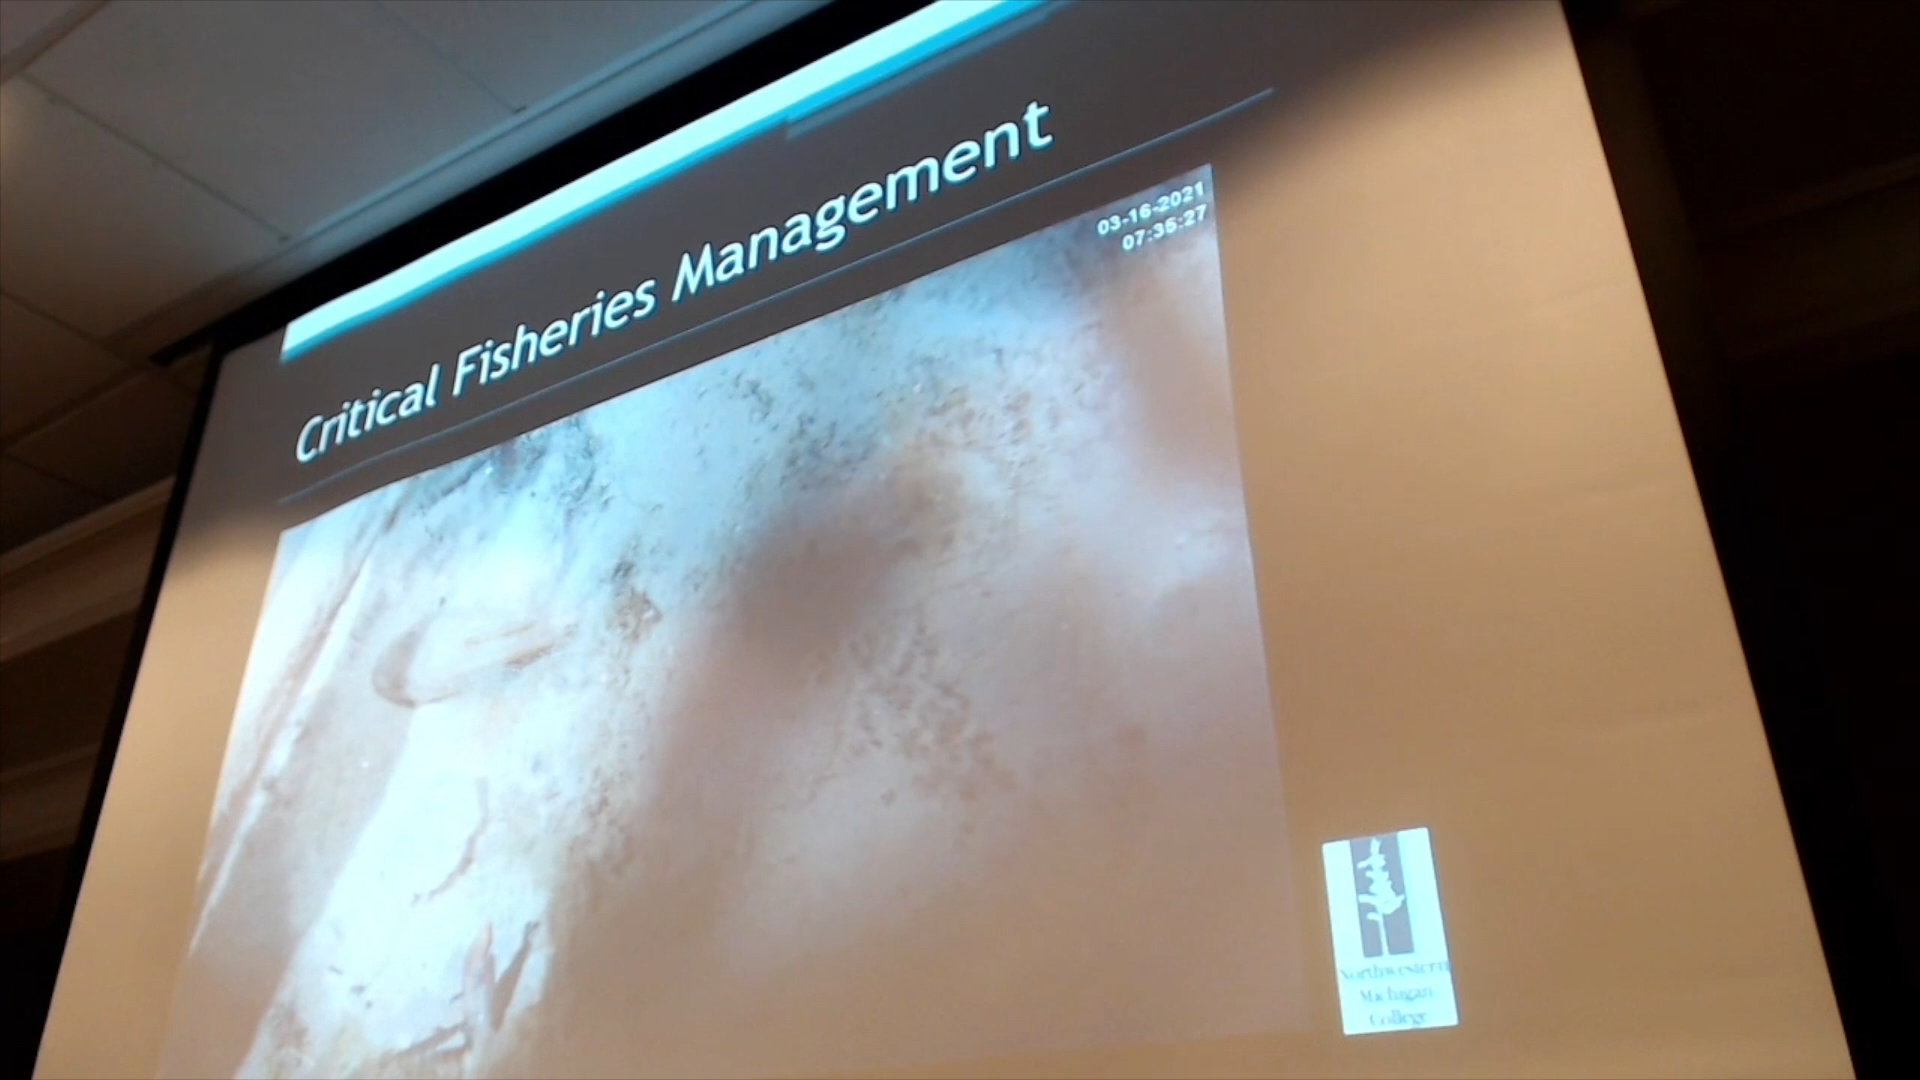 Critical Fisheries Management
03-16-2021
07:35:27
Northwestern
Michigan
College